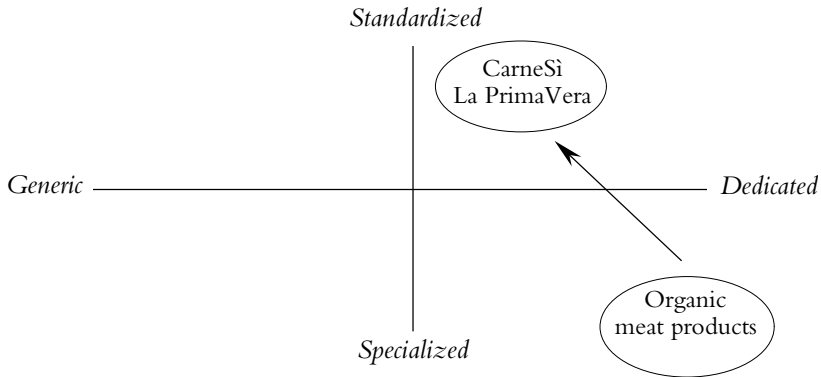 Standardized
CarneSì
La PrimaVera
Generic
Dedicated
Organic
meat products
Specialized